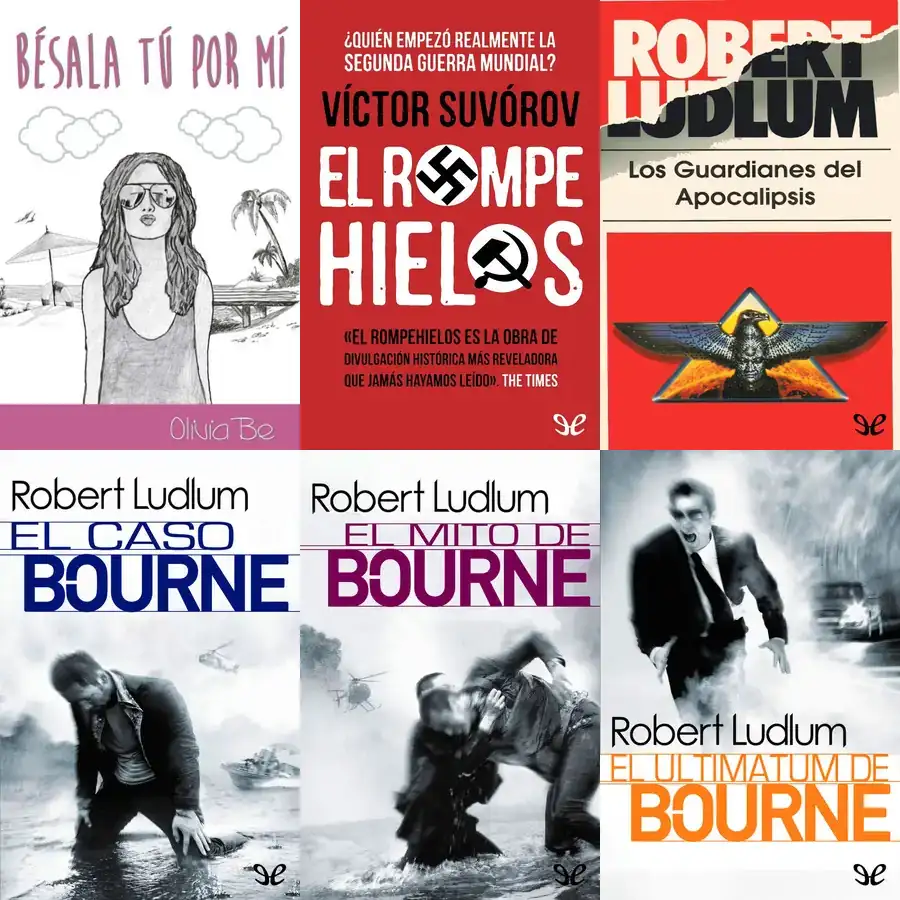 BÉSALA TÚ POR MÍ
Olivia Be
¿QUIÉN EMPEZÓ REALMENTE LA
SEGUNDA GUERRA MUNDIAL?
VÍCTOR SUVÓROV
EL ROMPE
HIELOS
«EL ROMPEHIELOS ES LA OBRA DE
DIVULGACIÓN HISTÓRICA MÁS REVELADORA
QUE JAMÁS HAYAMOS LEÍDO». THE TIMES
ROBERT
LUDLUM
Los Guardianes del
Apocalipsis
Robert Ludlum
EL CASO
BOURNE
Robert Ludlum
EL MITO DE
BOURNE
Robert Ludlum
EL ULTIMATUM DE
BOURNE